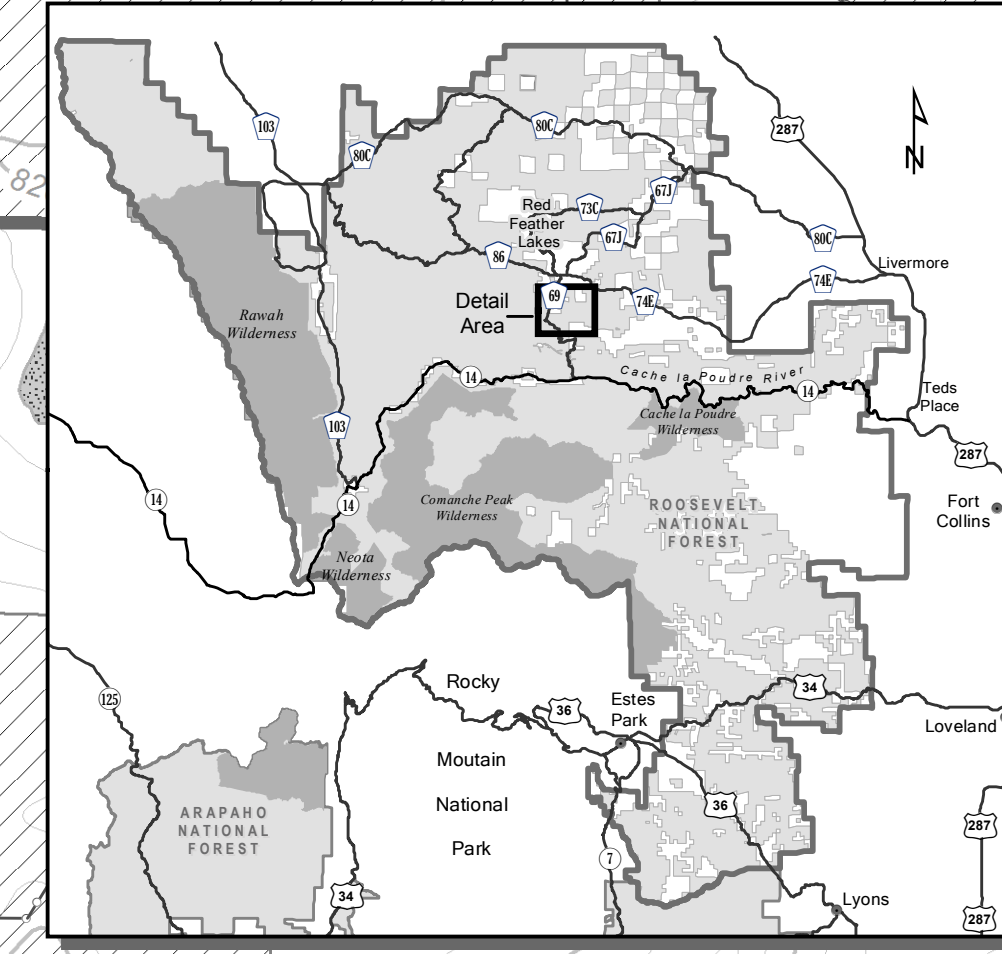 103
80C
80C
287
N
82
67J
73C
Red
Feather
Lakes
67J
80C
86
Livermore
74E
69
74E
Detail
Area
Rawah
Wilderness
14
Cache la Poudre River
14
Teds
Place
Cache la Poudre
Wilderness
103
287
14
14
Comanche Peak
Wilderness
ROOSEVELT
NATIONAL
FOREST
Fort
Collins
Neota
Wilderness
125
Rocky
34
36
Estes
Park
Loveland
Moutain
National
Park
36
ARAPAHO
NATIONAL
FOREST
287
7
34
Lyons
287